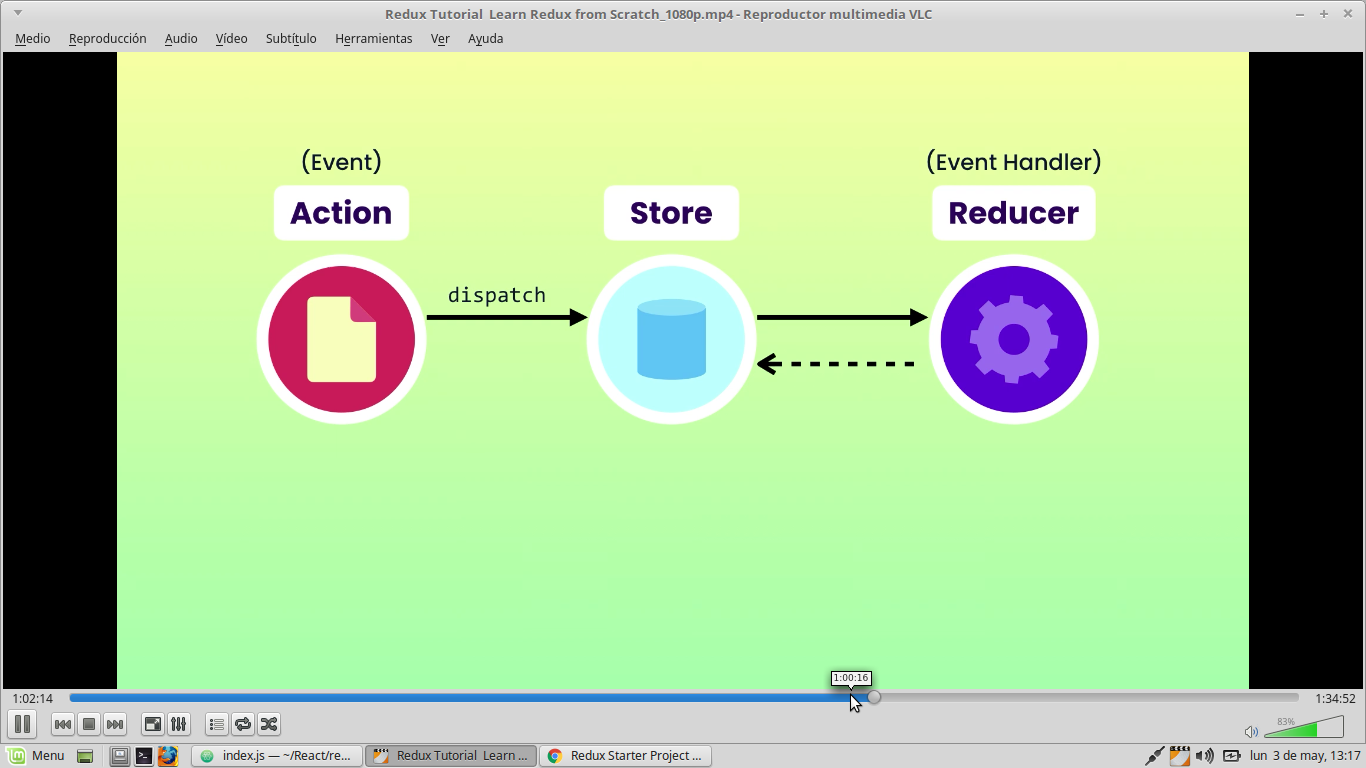 Redux Tutorial  Learn Redux from Scratch_1080p.mp4 - Reproductor multimedia VLC
Medio Reproducción Audio Vídeo Subtítulo Herramientas Ver Ayuda
(Event) (Event Handler)
Action Store Reducer
dispatch
1:00:16
1:02:14 1:34:52
83%
Menu index.js — ~/React/re... Redux Tutorial  Learn ... Redux Starter Project ... lun  3 de may, 13:17